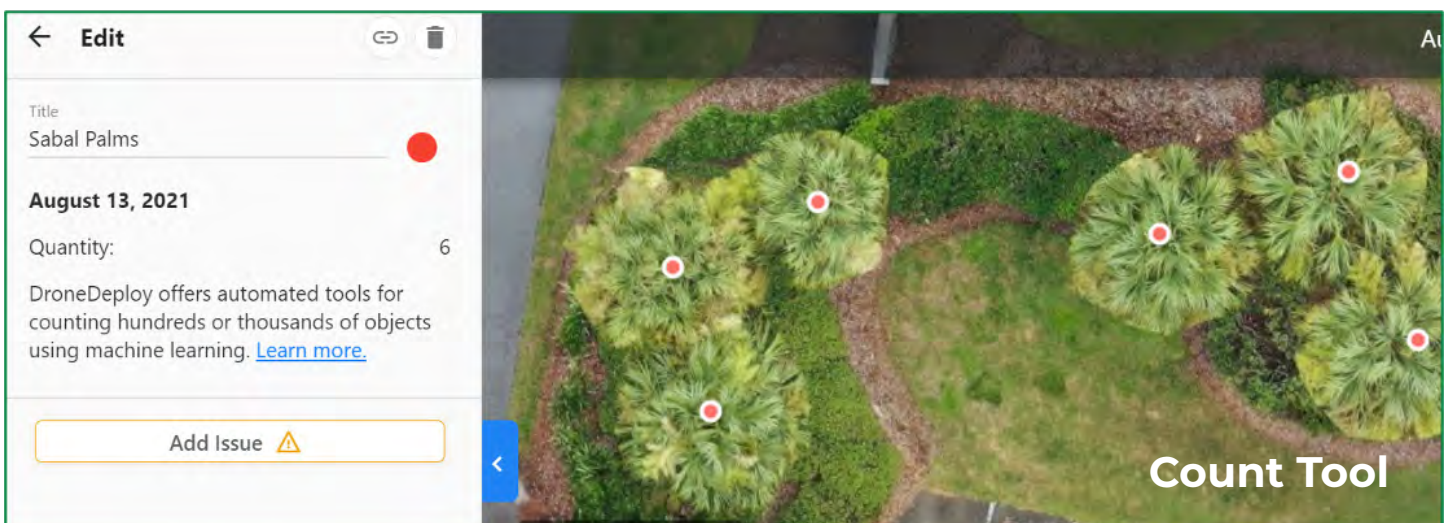 Edit
Title
Sabal Palms
August 13, 2021
Quantity: 6
DroneDeploy offers automated tools for
counting hundreds or thousands of objects
using machine learning. Learn more.
Add Issue
Count Tool